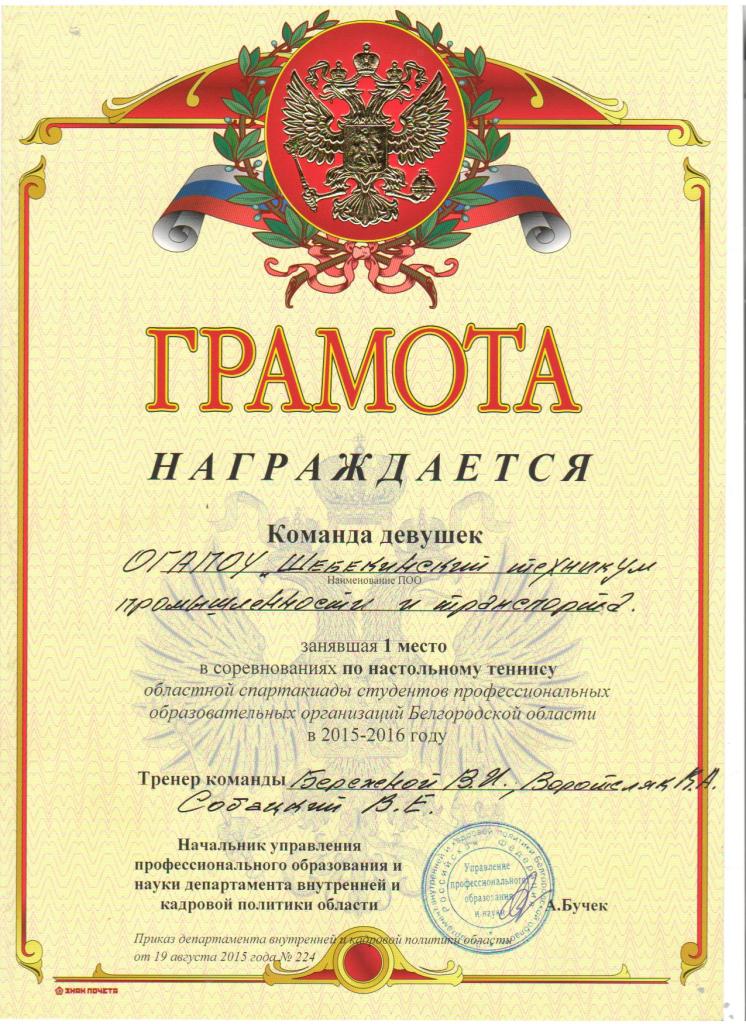 ГРАМОТА
НАГРАЖДАЕТСЯ
Команда девушек
ОГАПОУ „Шебекинский техникум
Наименование ПОО
промышленности и транспорта.
занявшая 1 место
в соревнованиях по настольному теннису
областной спартакиады студентов профессиональных
образовательных организаций Белгородской области
в 2015-2016 году
Тренер команды Бережной В.И., Воротеляк В.А.
Собацкий В.Е.
Начальник управления
профессионального образования и
науки департамента внутренней и
кадровой политики области
А.Бучек
Управление
профессионального
образования
и науки
Российская Федерация
Приказ департамента внутренней и кадровой политики области
от 19 августа 2015 года № 224
ЗНАК ПОЧЕТА